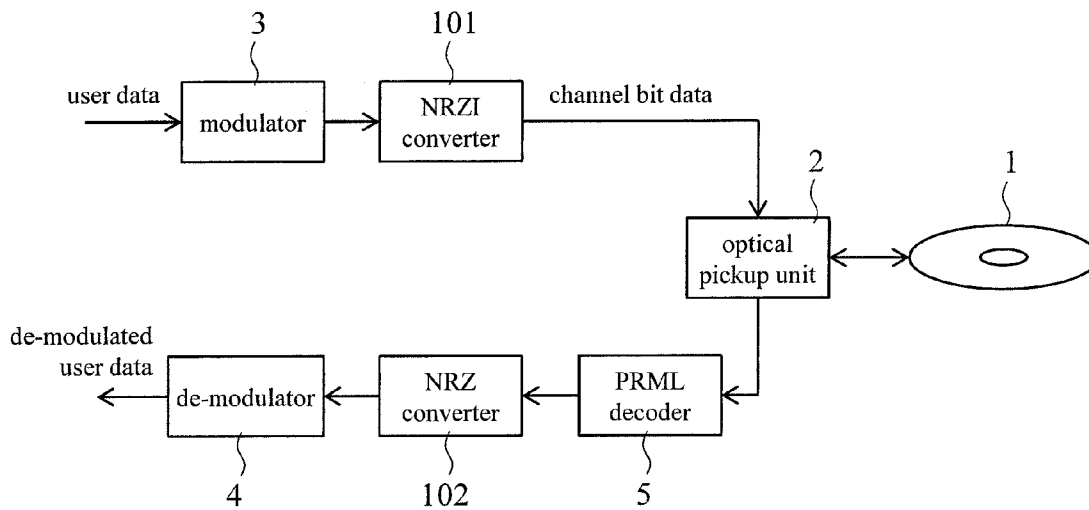 3
101
user data
modulator
NRZI
converter
channel bit data
2
1
optical
pickup unit
de-modulated
user data
de-modulator
NRZ
converter
PRML
decoder
4
102
5